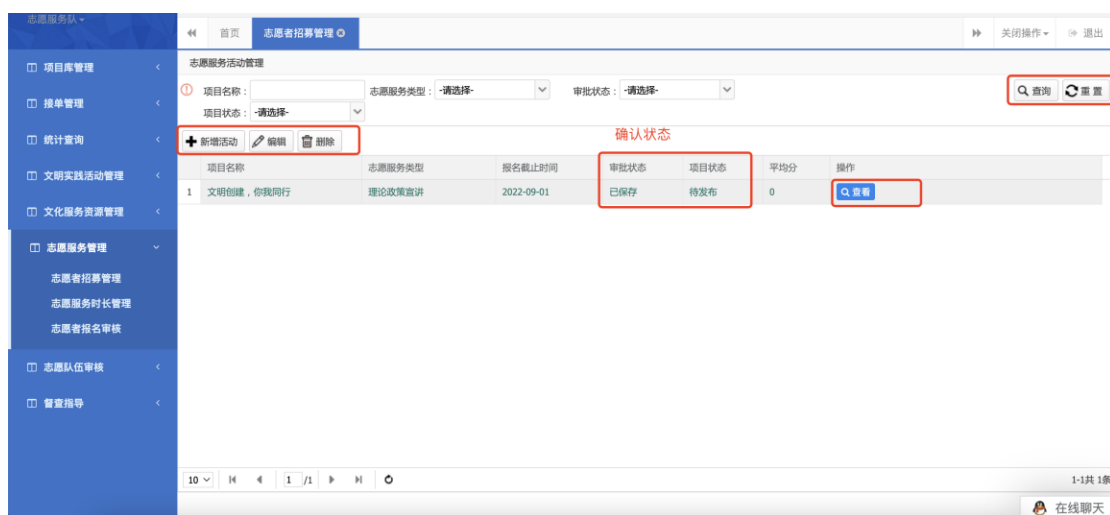 志愿服务队
首页 志愿者招募管理 关闭操作 退出
项目库管理
接单管理
统计查询
文明实践活动管理
文化服务资源管理
志愿服务管理
志愿者招募管理
志愿服务时长管理
志愿者报名审核
志愿队伍审核
督查指导
志愿服务活动管理
项目名称： 志愿服务类型： -请选择- 审批状态： -请选择- 查询 重置
项目状态： -请选择-
新增活动 编辑 删除 确认状态
项目名称 志愿服务类型 报名截止时间 审批状态 项目状态 平均分 操作
1 文明创建，你我同行 理论政策宣讲 2022-09-01 已保存 待发布 0 查看
10 1 /1 1-1共 1条
在线聊天